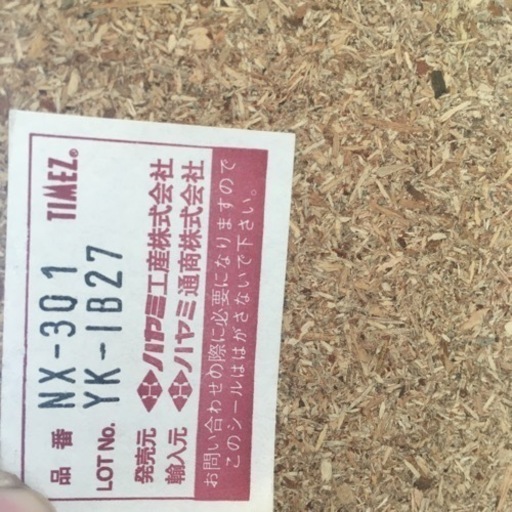 TIMEZ®
品番 NX-301
LOT No. YK-1B27
発売元 ハヤミ工産株式会社
輸入元 ハヤミ通商株式会社
お問い合わせの際に必要になりますので
このシールははがさないで下さい。